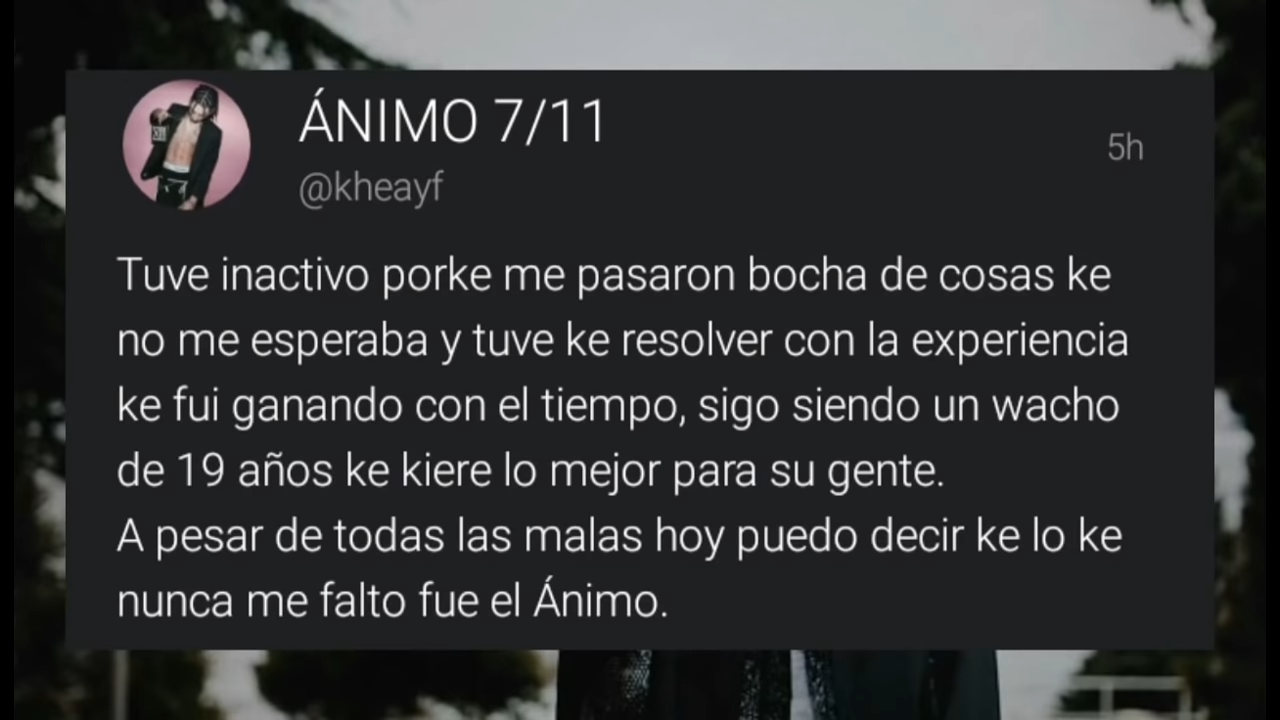 ÁNIMO 7/11
5h
@kheayf
Tuve inactivo porke me pasaron bocha de cosas ke
no me esperaba y tuve ke resolver con la experiencia
ke fui ganando con el tiempo, sigo siendo un wacho
de 19 años ke kiere lo mejor para su gente.
A pesar de todas las malas hoy puedo decir ke lo ke
nunca me falto fue el Ánimo.